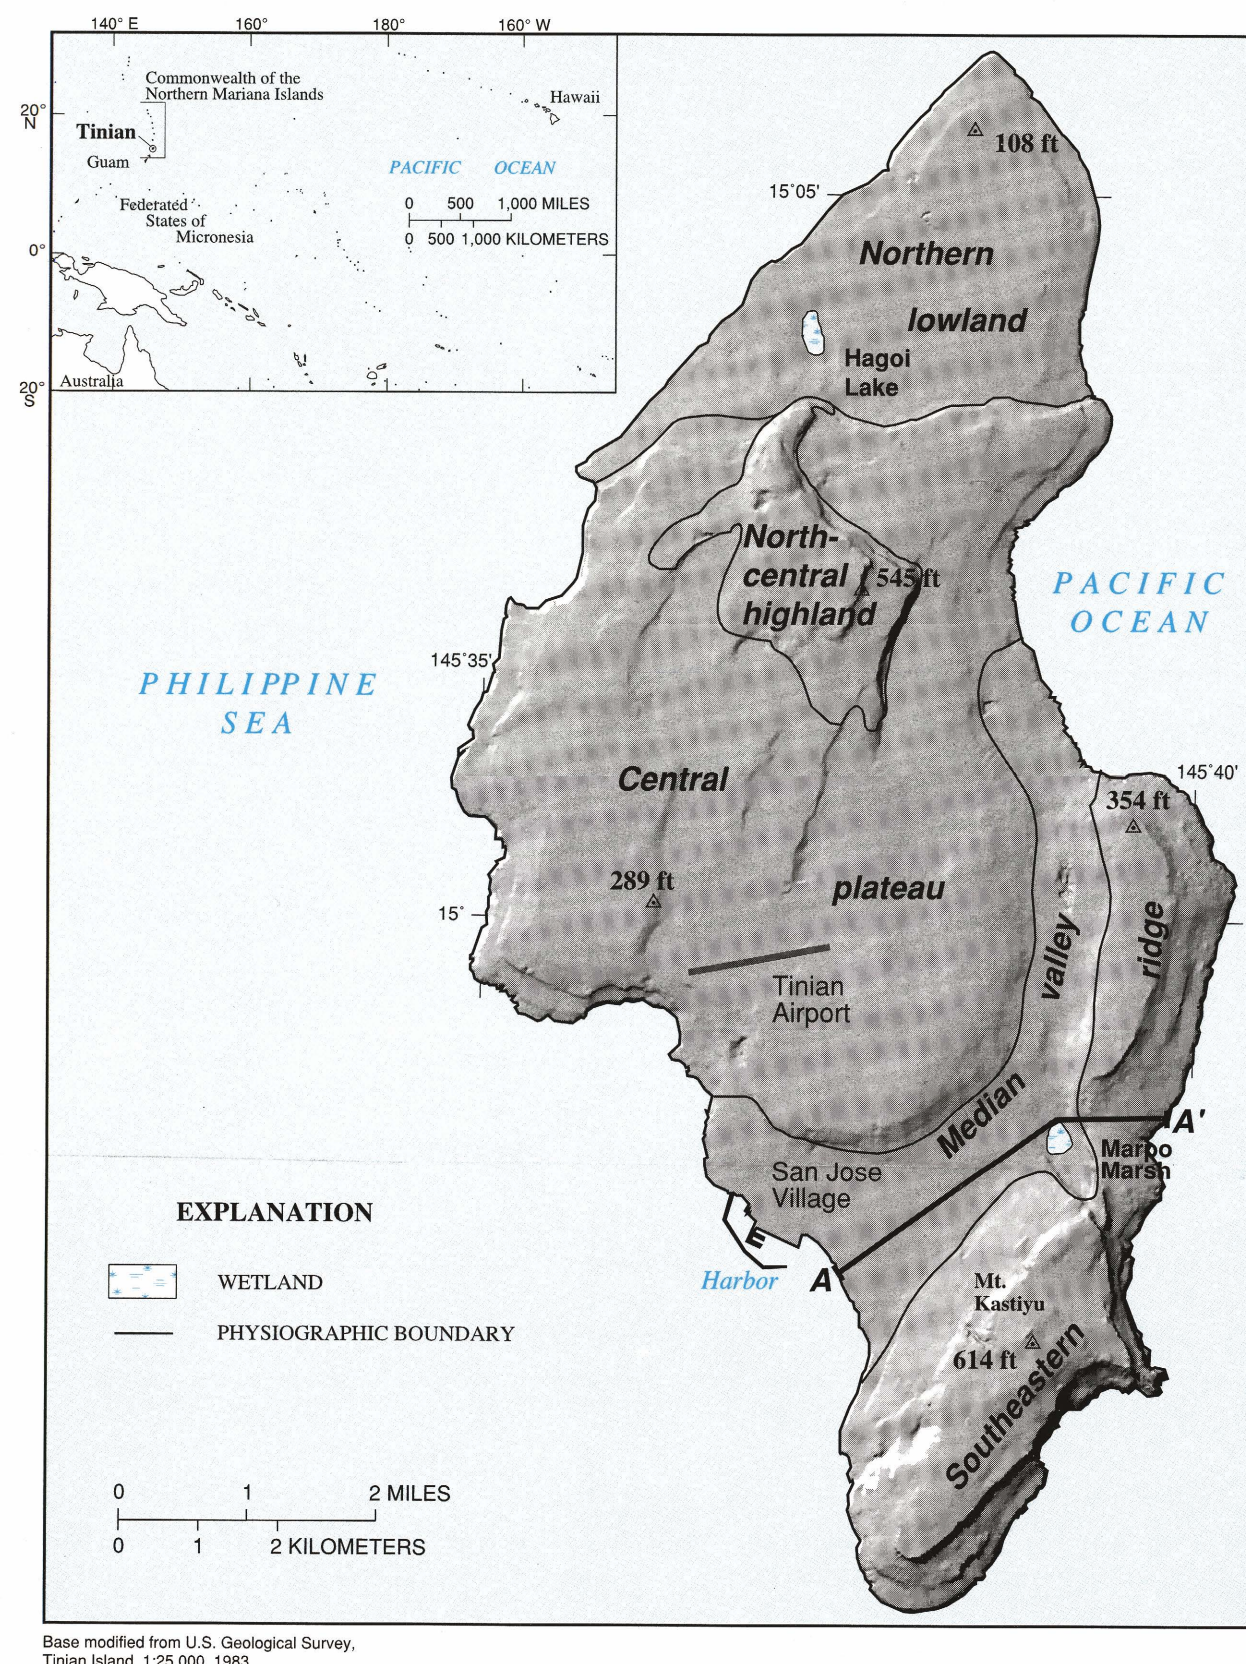 140° E 160° 180° 160° W
Commonwealth of the
Northern Mariana Islands
Hawaii
20°
N
Tinian
Guam
PACIFIC OCEAN
0 500 1,000 MILES
0 500 1,000 KILOMETERS
Federated
States of
Micronesia
0°
Australia
20°
S
108 ft
15°05'
Northern
lowland
Hagoi
Lake
North-
central
highland
545 ft
PACIFIC
OCEAN
145°35'
PHILIPPINE
SEA
145°40'
Central
354 ft
289 ft
plateau
15°
valley
ridge
Tinian
Airport
Median
A'
Marpo
Marsh
San Jose
Village
Harbor
A
Mt.
Kastiyu
614 ft
Southeastern
EXPLANATION
WETLAND
PHYSIOGRAPHIC BOUNDARY
0 1 2 MILES
0 1 2 KILOMETERS
Base modified from U.S. Geological Survey,
Tinian Island, 1:25,000, 1983